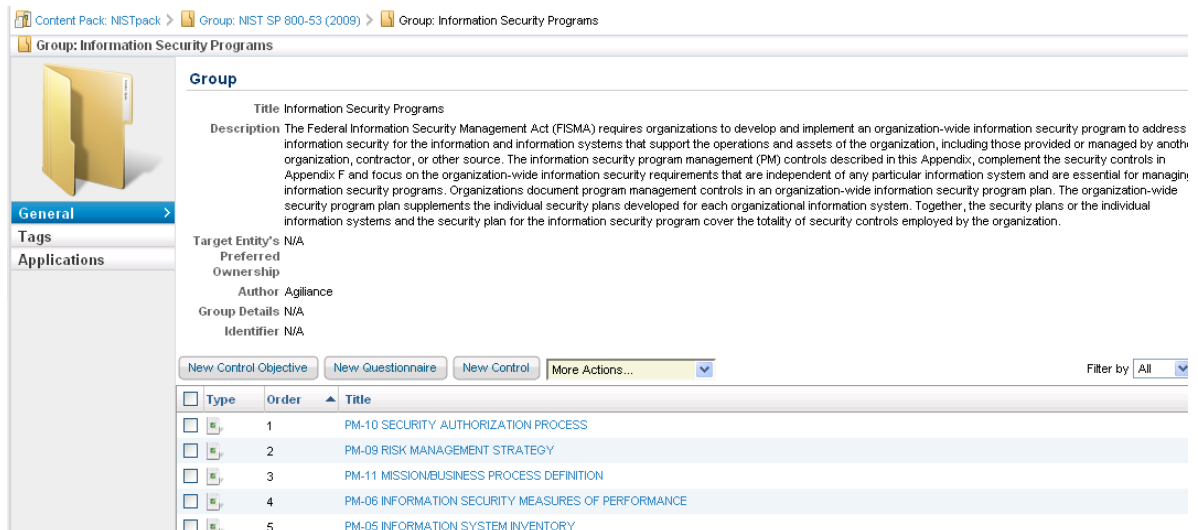 Content Pack: NISTpack > Group: NIST SP 800-53 (2009) > Group: Information Security Programs
Group: Information Security Programs
General >
Tags
Applications
Group
Title Information Security Programs
Description The Federal Information Security Management Act (FISMA) requires organizations to develop and implement an organization-wide information security program to address
information security for the information and information systems that support the operations and assets of the organization, including those provided or managed by anothe
organization, contractor, or other source. The information security program management (PM) controls described in this Appendix, complement the security controls in
Appendix F and focus on the organization-wide information security requirements that are independent of any particular information system and are essential for managing
information security programs. Organizations document program management controls in an organization-wide information security program plan. The organization-wide
security program plan supplements the individual security plans developed for each organizational information system. Together, the security plans or the individual
information systems and the security plan for the information security program cover the totality of security controls employed by the organization.
Target Entity's N/A
Preferred
Ownership
Author Agiliance
Group Details N/A
Identifier N/A
New Control Objective New Questionnaire New Control More Actions... Filter by All
Type Order Title
1 PM-10 SECURITY AUTHORIZATION PROCESS
2 PM-09 RISK MANAGEMENT STRATEGY
3 PM-11 MISSION/BUSINESS PROCESS DEFINITION
4 PM-06 INFORMATION SECURITY MEASURES OF PERFORMANCE
5 PM-05 INFORMATION SYSTEM INVENTORY